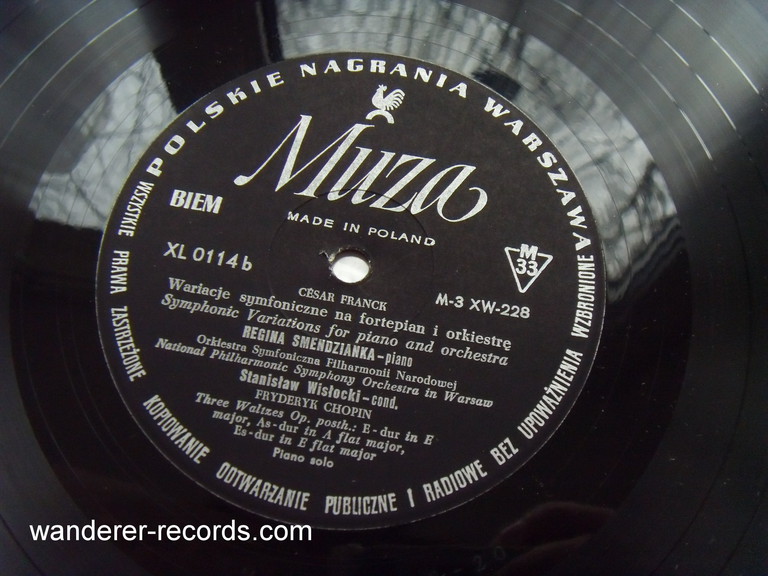 POLSKIE NAGRANIA WARSZAWA
WSZYSTKIE PRAWA ZASTRZEŻONE KOPIOWANIE ODTWARZANIE PUBLICZNE I RADIOWE BEZ UPOWAŻNIENIA WZBRONIONE
Muza
BIEM
MADE IN POLAND
XL 0114b
M
33
CÉSAR FRANCK
M-3 XW-228
Wariacje symfoniczne na fortepian i orkiestrę
Symphonic Variations for piano and orchestra
REGINA SMENDZIANKA-piano
Orkiestra Symfoniczna Filharmonii Narodowej
National Philharmonic Symphony Orchestra in Warsaw
Stanisław Wisłocki-cond.
FRYDERYK CHOPIN
Three Waltzes Op. posth.: E-dur in E
major, As-dur in A flat major,
Es-dur in E flat major
Piano solo
wanderer-records.com